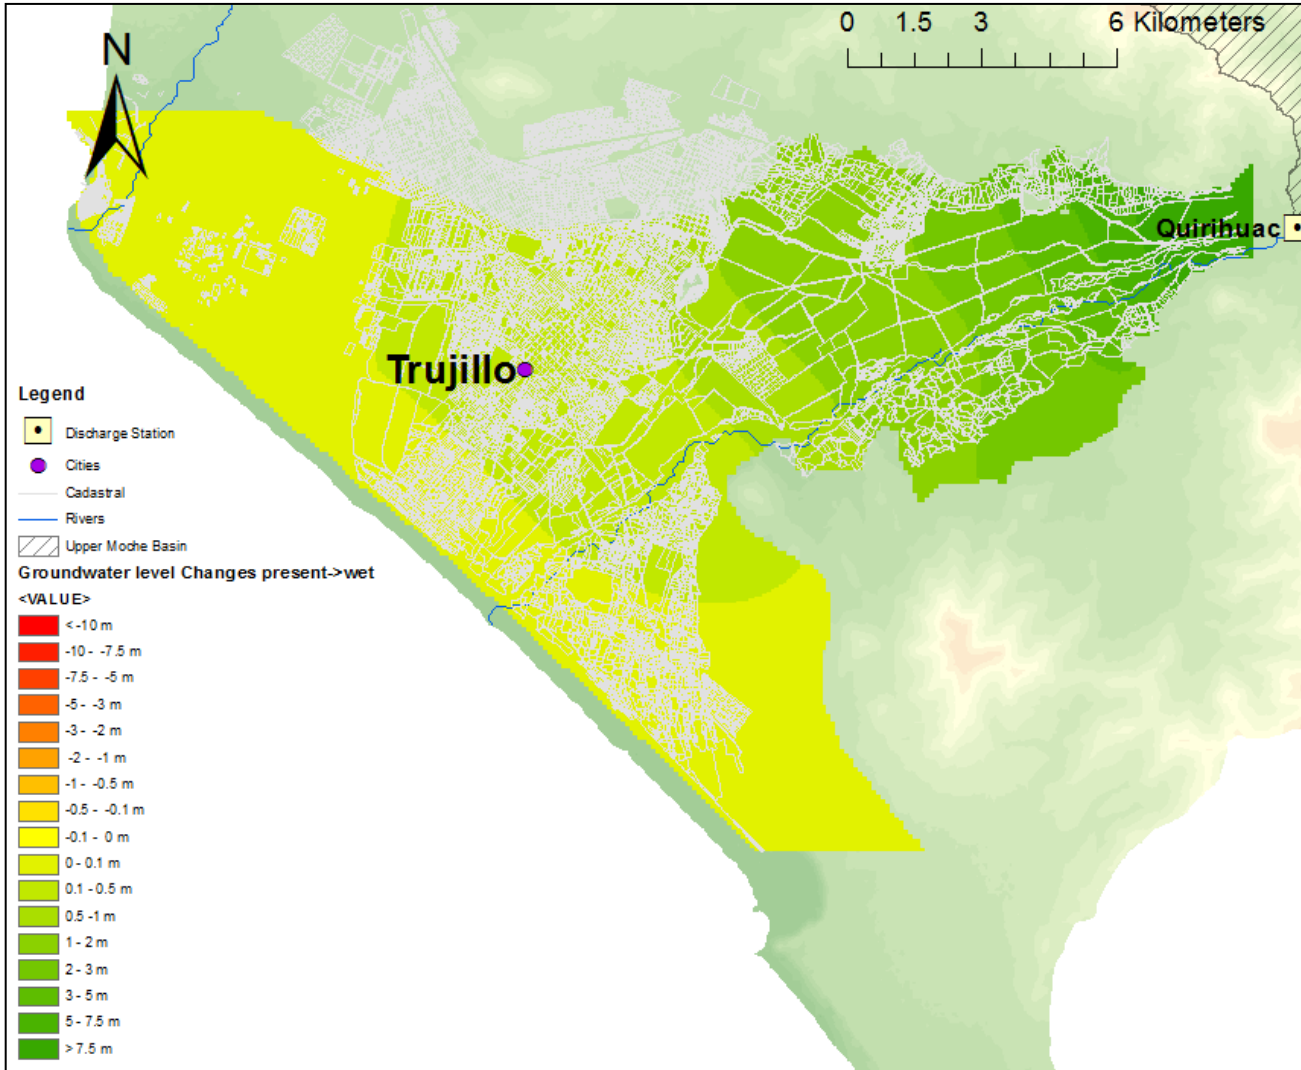 0 1.5 3 6 Kilometers
N
Quirihuac
Trujillo
Legend
Discharge Station
Cities
Cadastral
Rivers
Upper Moche Basin
Groundwater level Changes present->wet
<VALUE>
< -10 m
-10 - -7.5 m
-7.5 - -5 m
-5 - -3 m
-3 - -2 m
-2 - -1 m
-1 - -0.5 m
-0.5 - -0.1 m
-0.1 - 0 m
0 - 0.1 m
0.1 - 0.5 m
0.5 -1 m
1 - 2 m
2 - 3 m
3 - 5 m
5 - 7.5 m
> 7.5 m